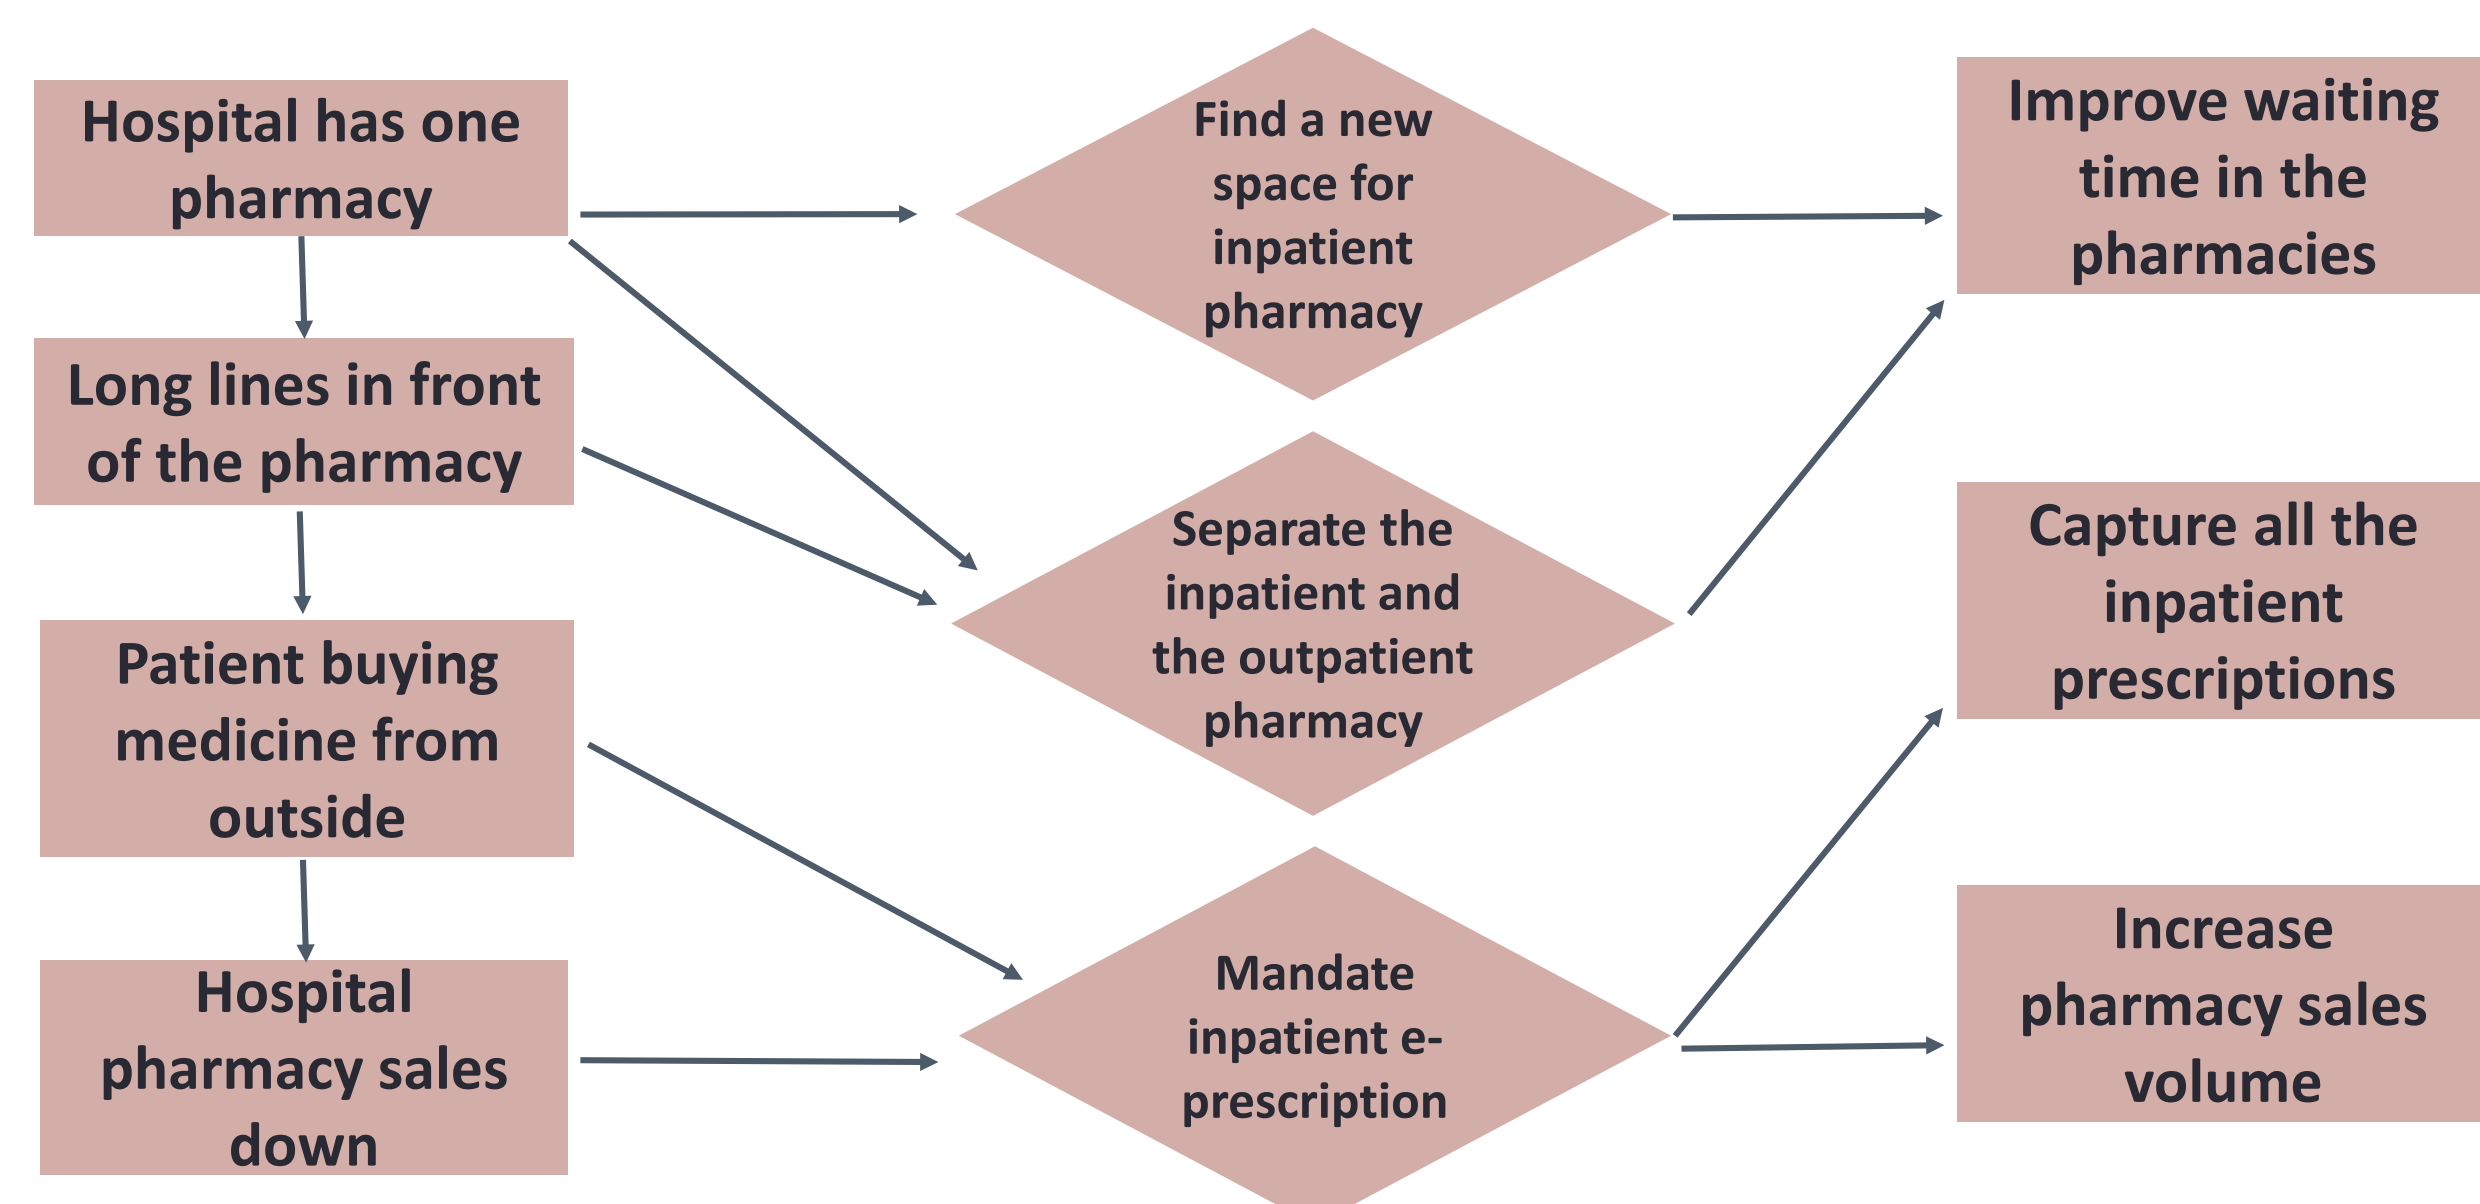 Hospital has one
pharmacy
Long lines in front
of the pharmacy
Patient buying
medicine from
outside
Hospital
pharmacy sales
down
Find a new
space for
inpatient
pharmacy
Separate the
inpatient and
the outpatient
pharmacy
Mandate
inpatient e-
prescription
Improve waiting
time in the
pharmacies
Capture all the
inpatient
prescriptions
Increase
pharmacy sales
volume